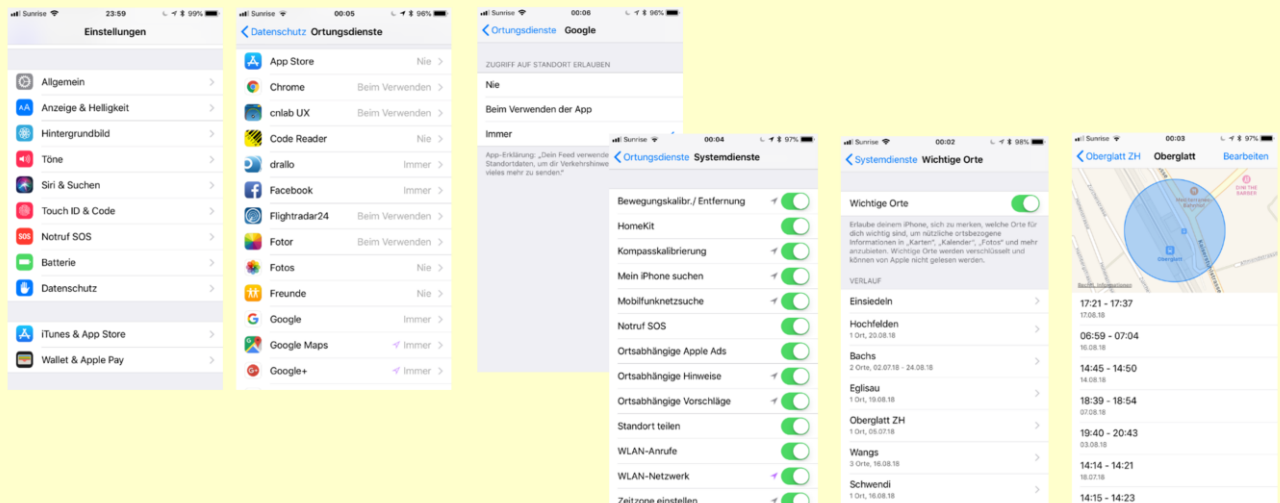 Sunrise 23:59 99%
Einstellungen
Allgemein
Anzeige & Helligkeit
Hintergrundbild
Töne
Siri & Suchen
Touch ID & Code
SOS Notruf SOS
Batterie
Datenschutz
iTunes & App Store
Wallet & Apple Pay
Sunrise 00:05 96%
Datenschutz Ortungsdienste
App Store Nie
Chrome Beim Verwenden
cnlab UX Beim Verwenden
Code Reader Nie
drallo Immer
Facebook Immer
Flightradar24 Beim Verwenden
Fotor Beim Verwenden
Fotos Nie
Freunde Nie
Google Immer
Google Maps Immer
Google+ Immer
Sunrise 00:06 96%
Ortungsdienste Google
ZUGRIFF AUF STANDORT ERLAUBEN
Nie
Beim Verwenden der App
Immer
App-Erklärung: „Dein Feed verwende
Standortdaten, um dir Verkehrshinwe
vieles mehr zu senden."
Sunrise 00:04 97%
Ortungsdienste Systemdienste
Bewegungskalibr./ Entfernung
HomeKit
Kompasskalibrierung
Mein iPhone suchen
Mobilfunknetzsuche
Notruf SOS
Ortsabhängige Apple Ads
Ortsabhängige Hinweise
Ortsabhängige Vorschläge
Standort teilen
WLAN-Anrufe
WLAN-Netzwerk
Zeitzone einstellen
Sunrise 00:02 98%
Systemdienste Wichtige Orte
Wichtige Orte
Erlaube deinem iPhone, sich zu merken, welche Orte für
dich wichtig sind, um nützliche ortsbezogene
Informationen in „Karten", „Kalender", „Fotos" und mehr
anzubieten. Wichtige Orte werden verschlüsselt und
können von Apple nicht gelesen werden.
VERLAUF
Einsiedeln
Hochfelden
1 Ort, 20.08.18
Bachs
2 Orte, 02.07.18 - 24.08.18
Eglisau
1 Ort, 19.08.18
Oberglatt ZH
1 Ort, 05.07.18
Wangs
3 Orte, 16.08.18
Schwendi
1 Ort, 16.08.18
Sunrise 00:03 97%
Oberglatt ZH Oberglatt Bearbeiten
Oberglatt
Rechtl. Informationen
17:21 - 17:37
17.08.18
06:59 - 07:04
16.08.18
14:45 - 14:50
14.08.18
18:39 - 18:54
07.08.18
19:40 - 20:43
03.08.18
14:14 - 14:21
16.07.18
14:15 - 14:23